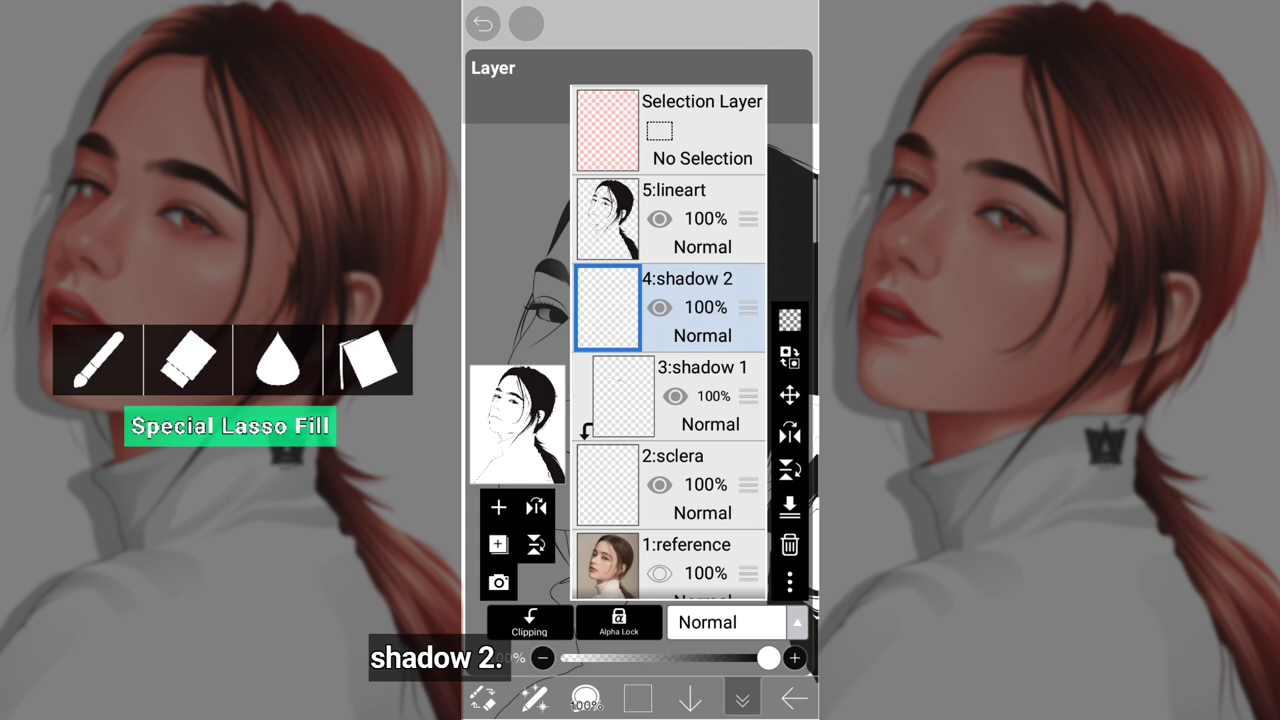 Layer
Selection Layer
No Selection
5:lineart
100%
Normal
4:shadow 2
100%
Normal
3:shadow 1
100%
Normal
2:sclera
100%
Normal
1:reference
100%
Special Lasso Fill
Clipping
α
Alpha Lock
Normal
shadow 2.
100%